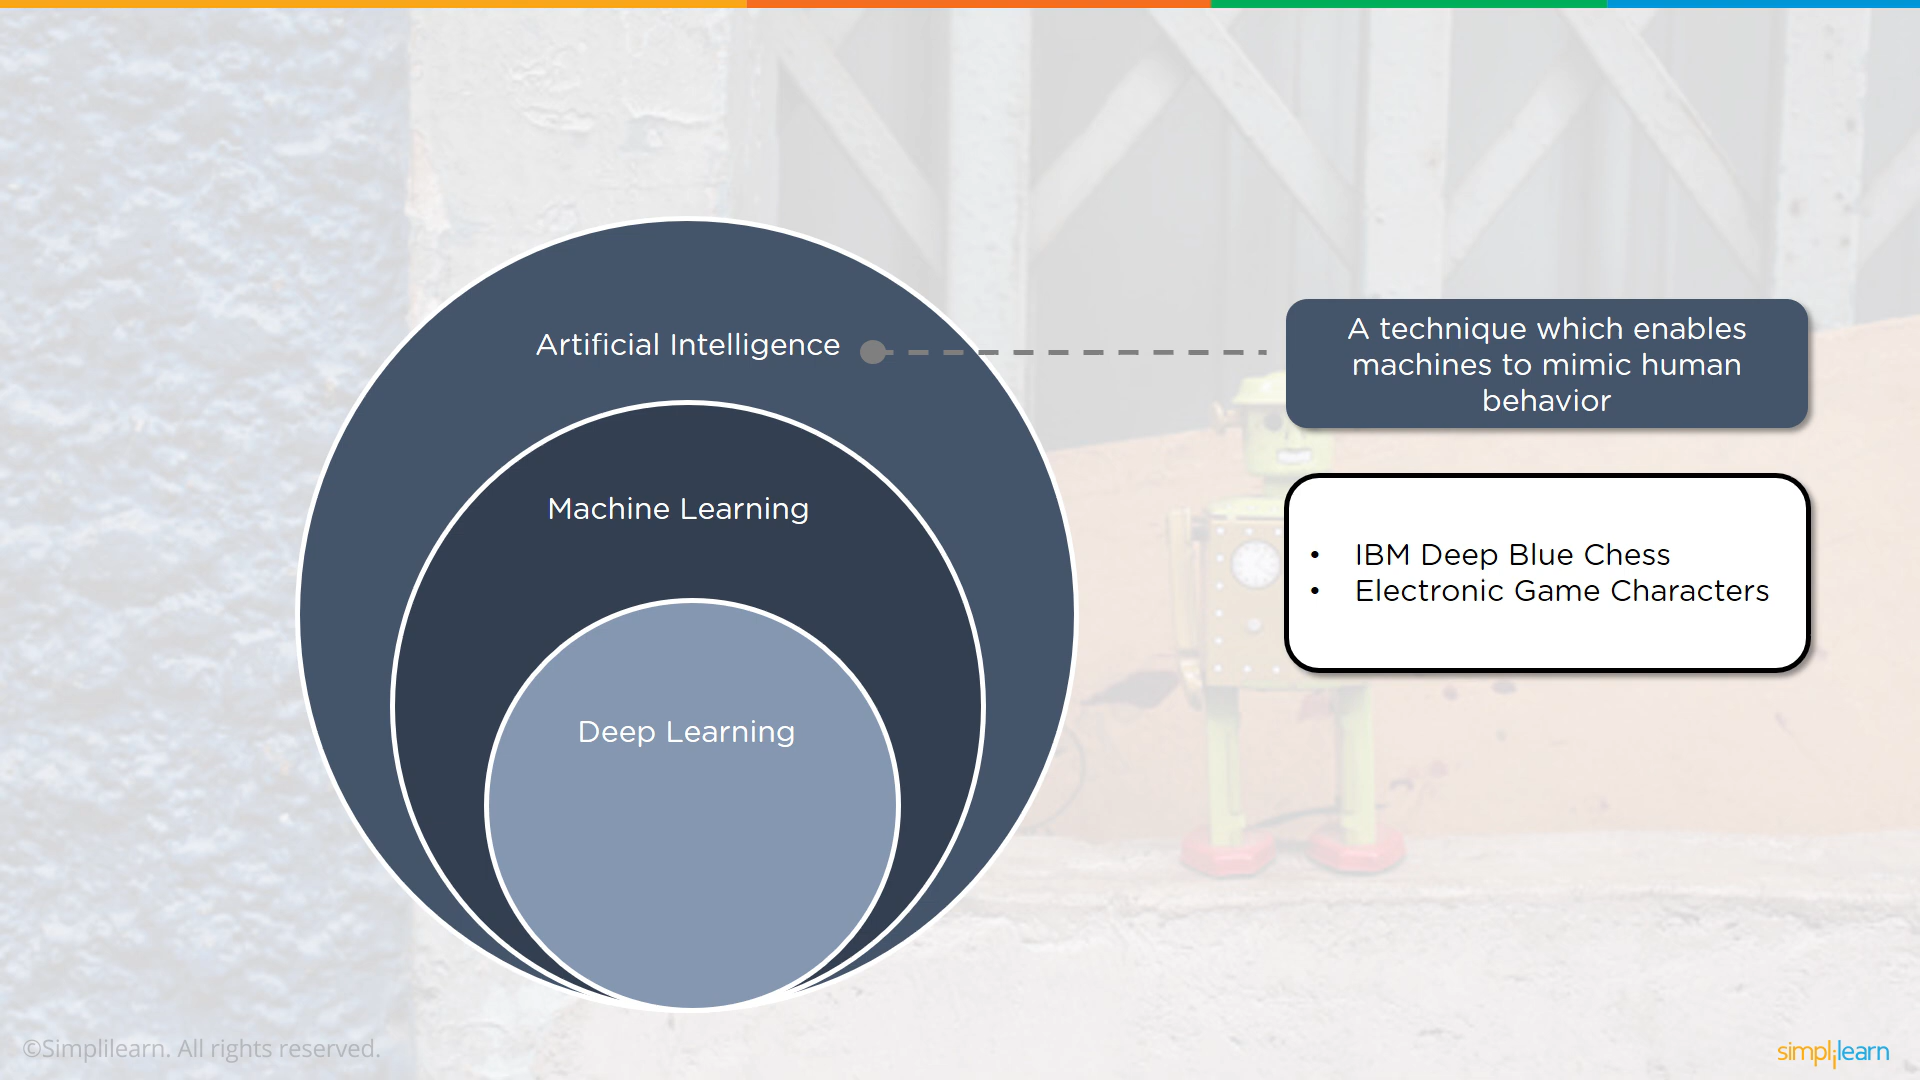 Artificial Intelligence
Machine Learning
Deep Learning
A technique which enables
machines to mimic human
behavior
• IBM Deep Blue Chess
• Electronic Game Characters
©Simplilearn. All rights reserved.
simplilearn